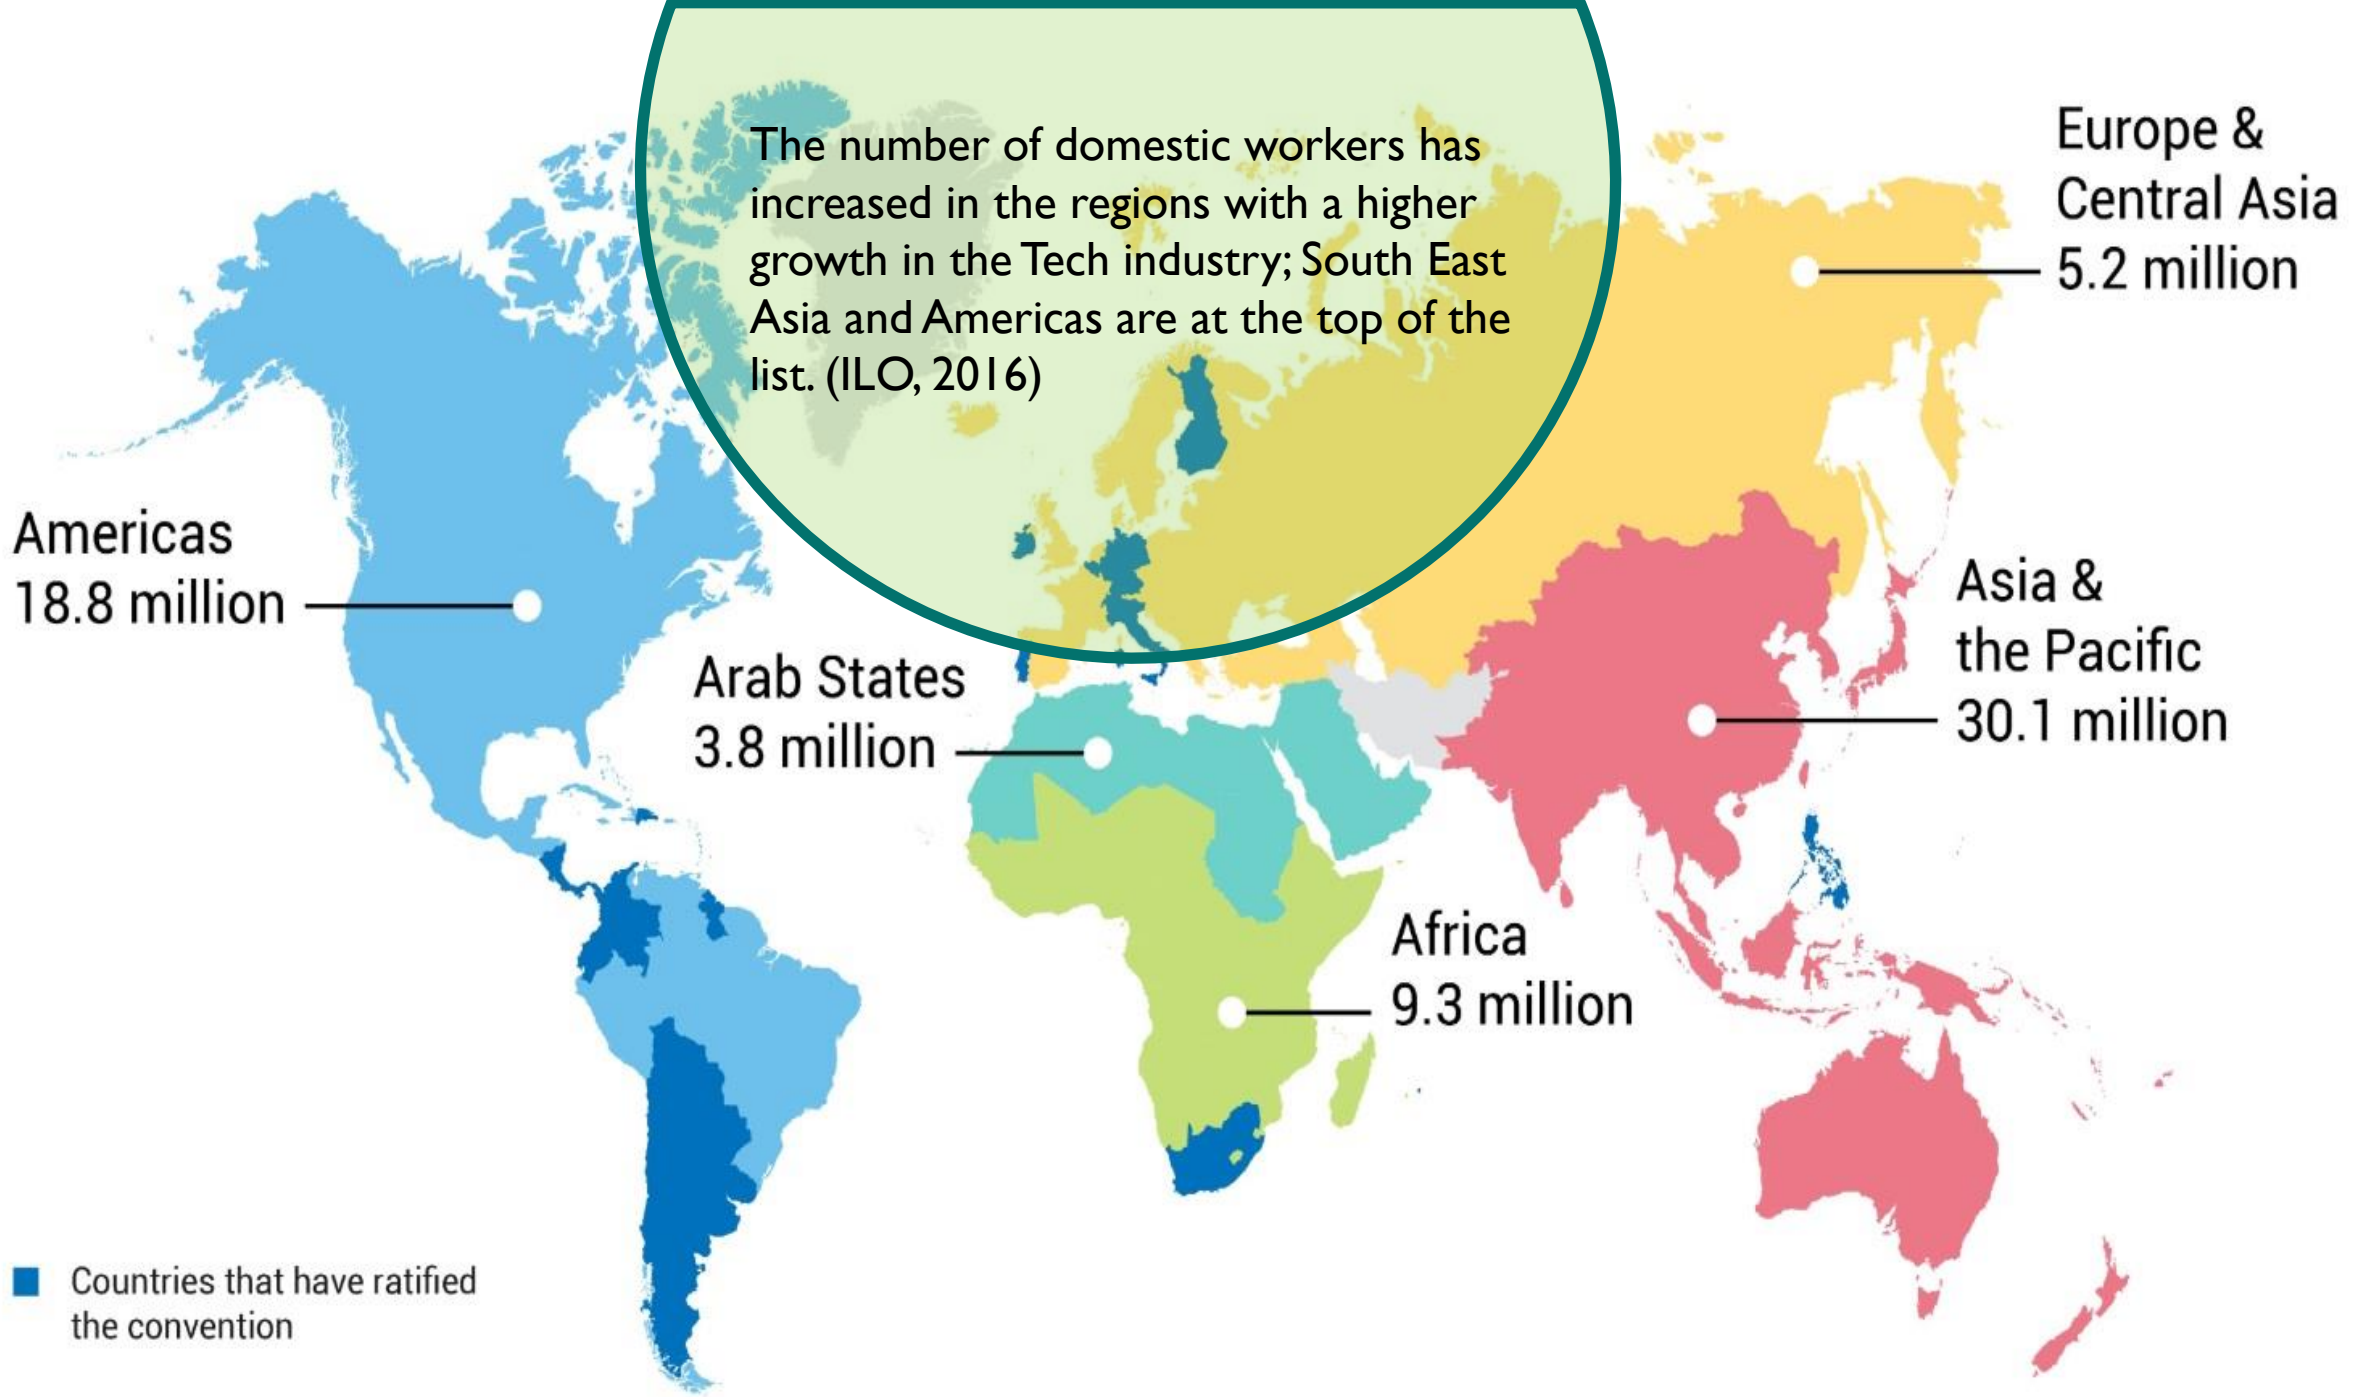 The number of domestic workers has
increased in the regions with a higher
growth in the Tech industry; South East
Asia and Americas are at the top of the
list. (ILO, 2016)
Europe &
Central Asia
5.2 million
Americas
18.8 million
Asia &
the Pacific
30.1 million
Arab States
3.8 million
Africa
9.3 million
Countries that have ratified
the convention